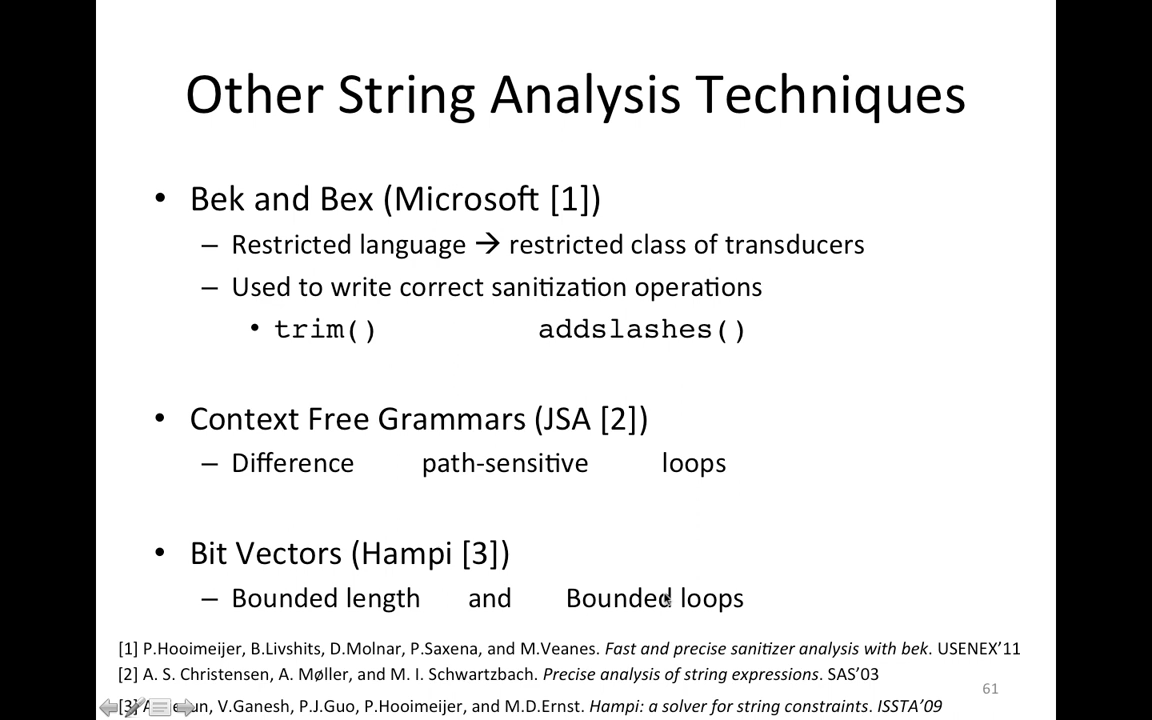 Other String Analysis Techniques
• Bek and Bex (Microsoft [1])
– Restricted language → restricted class of transducers
– Used to write correct sanitization operations
• trim() addslashes()
• Context Free Grammars (JSA [2])
– Difference path-sensitive loops
• Bit Vectors (Hampi [3])
– Bounded length and Bounded loops
[1] P.Hooimeijer, B.Livshits, D.Molnar, P.Saxena, and M.Veanes. Fast and precise sanitizer analysis with bek. USENEX’11
[2] A. S. Christensen, A. Møller, and M. I. Schwartzbach. Precise analysis of string expressions. SAS’03
61
[3] V.Ganesh, P.J.Guo, P.Hooimeijer, and M.D.Ernst. Hampi: a solver for string constraints. ISSTA’09